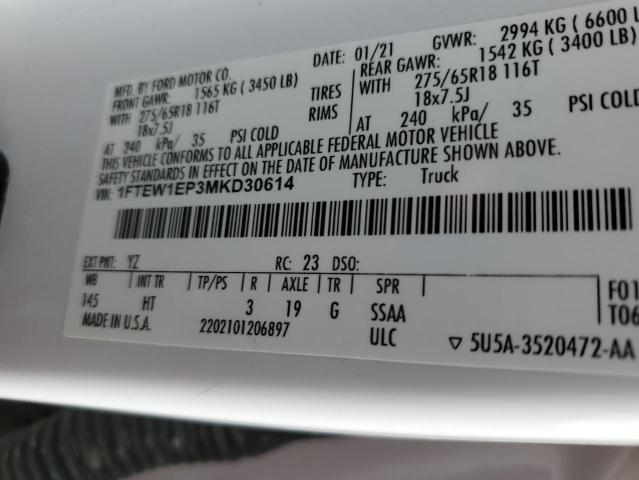 MFD. BY FORD MOTOR CO.
DATE: 01/21 GVWR: 2994 KG ( 6600 L
FRONT GAWR: 1565 KG ( 3450 LB)
REAR GAWR: 1542 KG ( 3400 LB)
WITH 275/65R18 116T TIRES WITH 275/65R18 116T
18x7.5J RIMS 18x7.5J
AT 240 kPa/ 35 PSI COLD AT 240 kPa/ 35 PSI COLD
THIS VEHICLE CONFORMS TO ALL APPLICABLE FEDERAL MOTOR VEHICLE
SAFETY STANDARDS IN EFFECT ON THE DATE OF MANUFACTURE SHOWN ABOVE.
VIN: 1FTEW1EP3MKD30614 TYPE: Truck
EXT PNT: YZ RC: 23 DSO:
WB INT TR TP/PS R AXLE TR SPR
145 HT 3 19 G SSAA
F01
T06
MADE IN U.S.A. 2202101206897 ULC
▽ 5U5A-3520472-AA